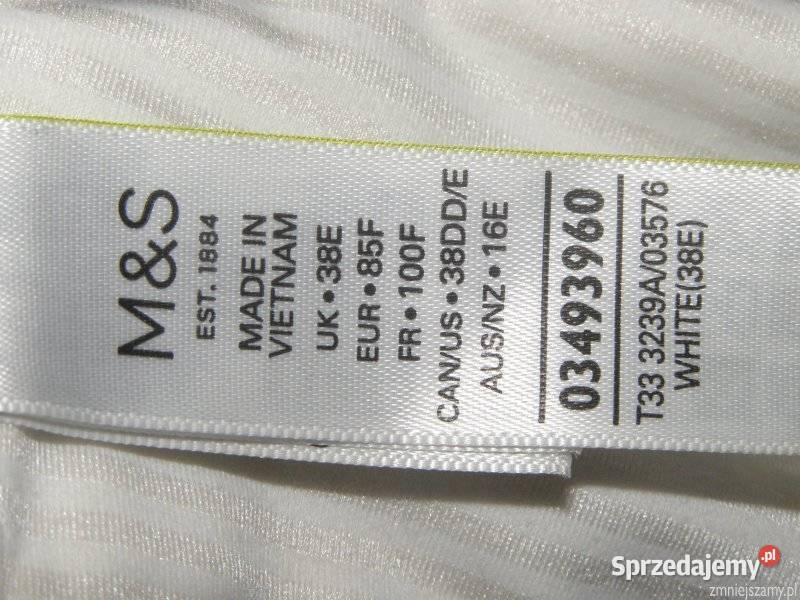 M&S
EST. 1884
MADE IN
VIETNAM
UK•38E
EUR•85F
FR•100F
CAN/US•38DD/E
AUS/NZ•16E
03493960
T33 3239A/03576
WHITE(38E)
Sprzedajemy.pl
zmniejszamy.pl